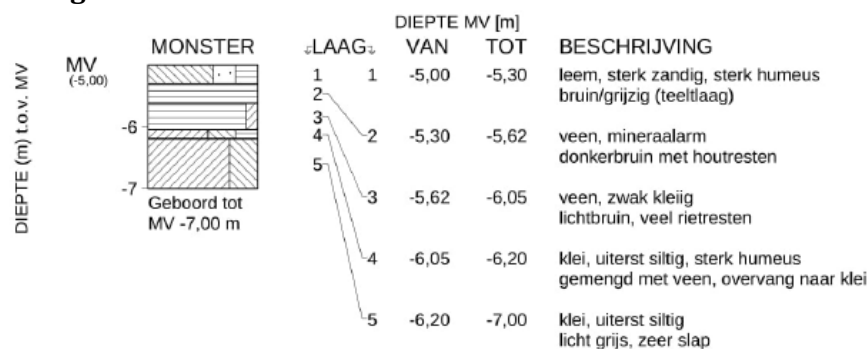 DIEPTE MV [m]
MONSTER ↓LAAG↓ VAN TOT BESCHRIJVING
MV
(-5,00)
DIEPTE (m) t.o.v. MV
-6
-7
Geboord tot
MV -7,00 m
1 1 -5,00 -5,30 leem, sterk zandig, sterk humeus
bruin/grijzig (teeltlaag)
2
3
4
5
2 -5,30 -5,62 veen, mineraalarm
donkerbruin met houtresten
3 -5,62 -6,05 veen, zwak kleiig
lichtbruin, veel rietresten
4 -6,05 -6,20 klei, uiterst siltig, sterk humeus
gemengd met veen, overvang naar klei
5 -6,20 -7,00 klei, uiterst siltig
licht grijs, zeer slap